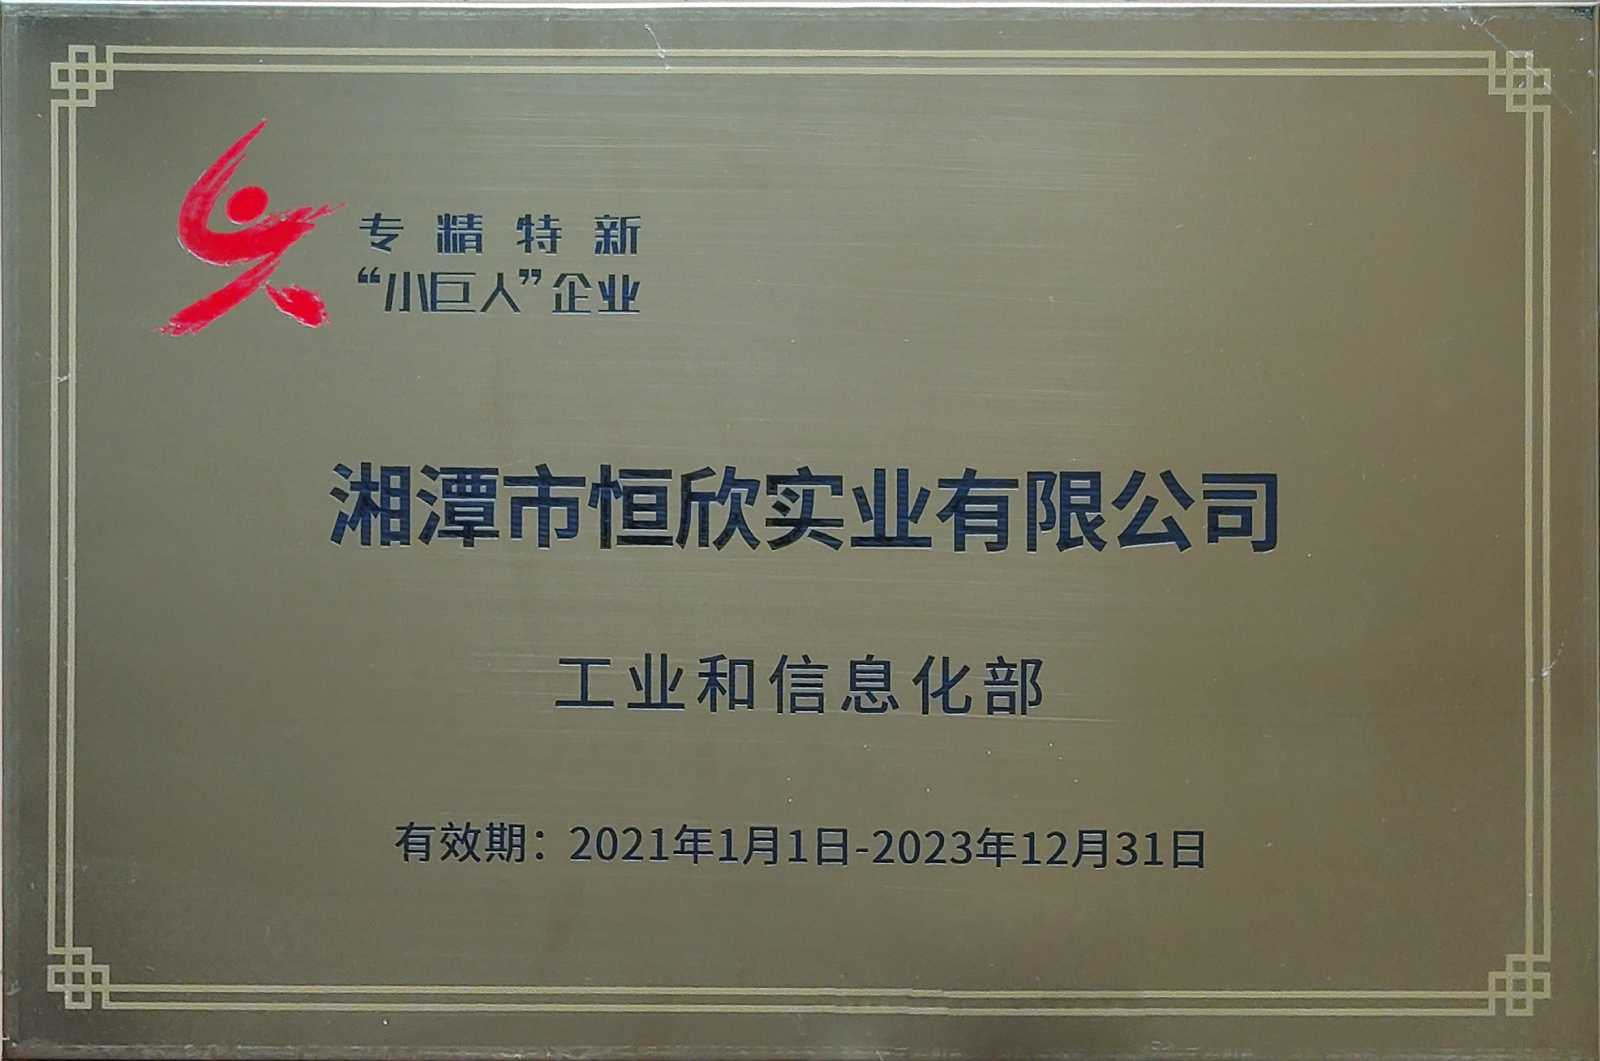 专精特新
“小巨人”企业
湘潭市恒欣实业有限公司
工业和信息化部
有效期：2021年1月1日-2023年12月31日